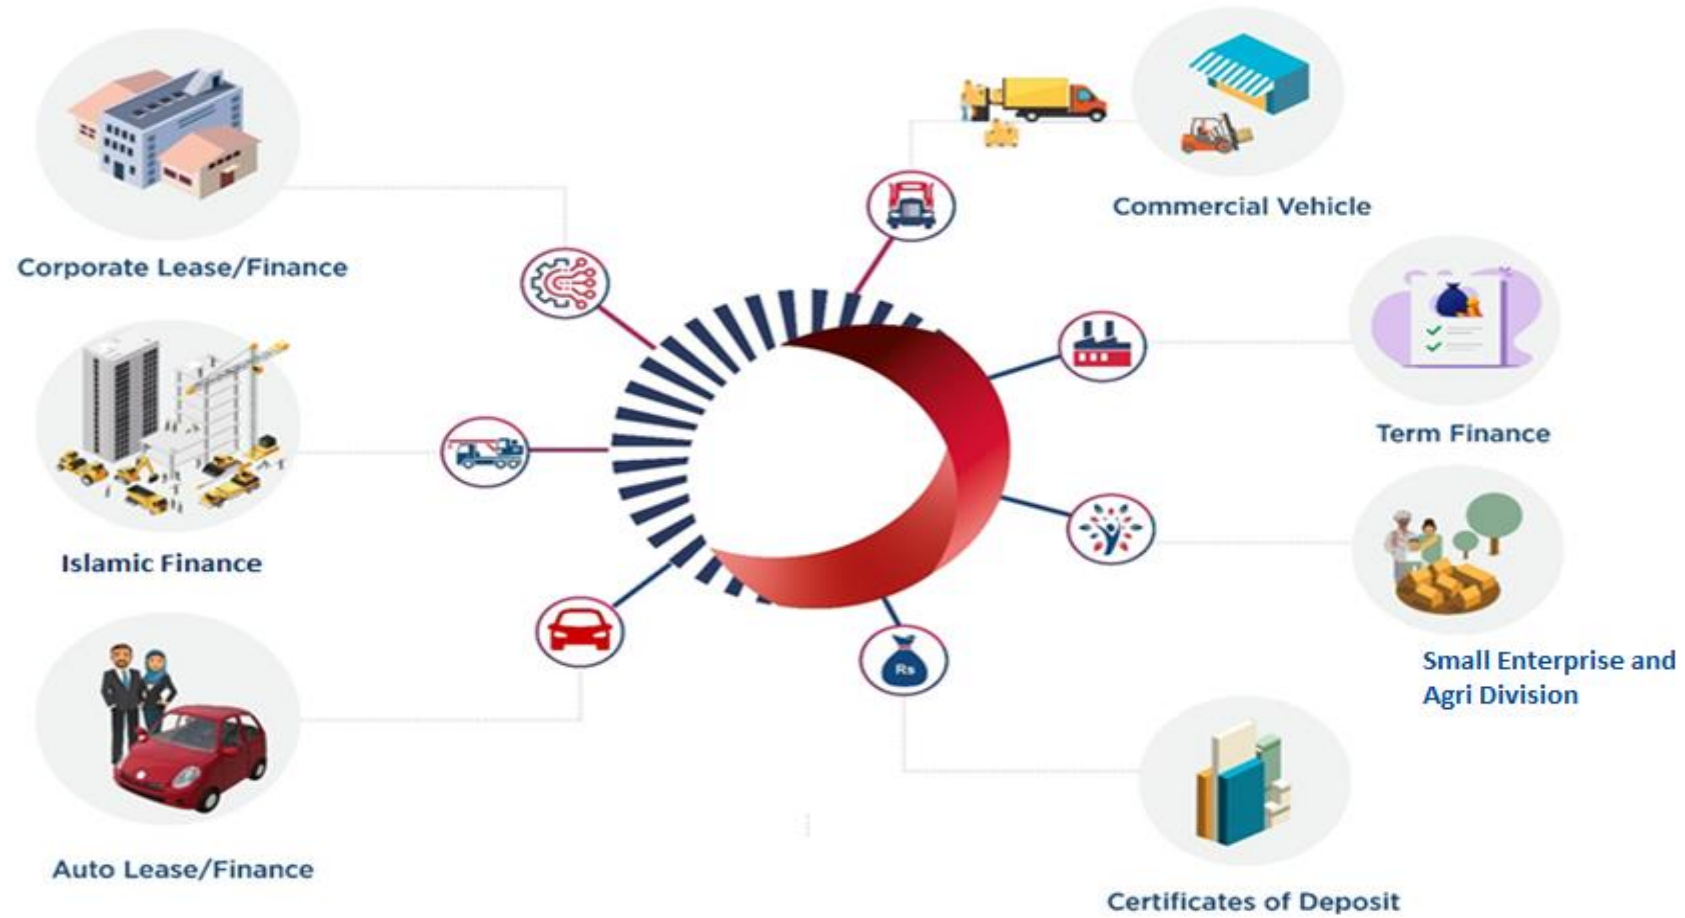 Commercial Vehicle
Corporate Lease/Finance
Term Finance
Islamic Finance
Small Enterprise and
Agri Division
Rs
Auto Lease/Finance
Certificates of Deposit